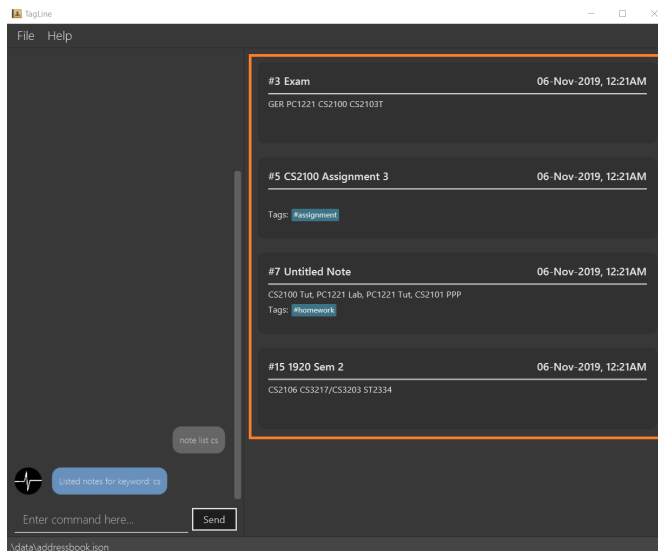 TagLine
File Help
#3 Exam 06-Nov-2019, 12:21AM
GER PC1221 CS2100 CS2103T
#5 CS2100 Assignment 3 06-Nov-2019, 12:21AM
Tags: #assignment
#7 Untitled Note 06-Nov-2019, 12:21AM
CS2100 Tut, PC1221 Lab, PC1221 Tut, CS2101 PPP
Tags: #homework
#15 1920 Sem 2 06-Nov-2019, 12:21AM
CS2106 CS3217/CS3203 ST2334
note list cs
Listed notes for keyword: cs
Enter command here... Send
\data\addressbook.json